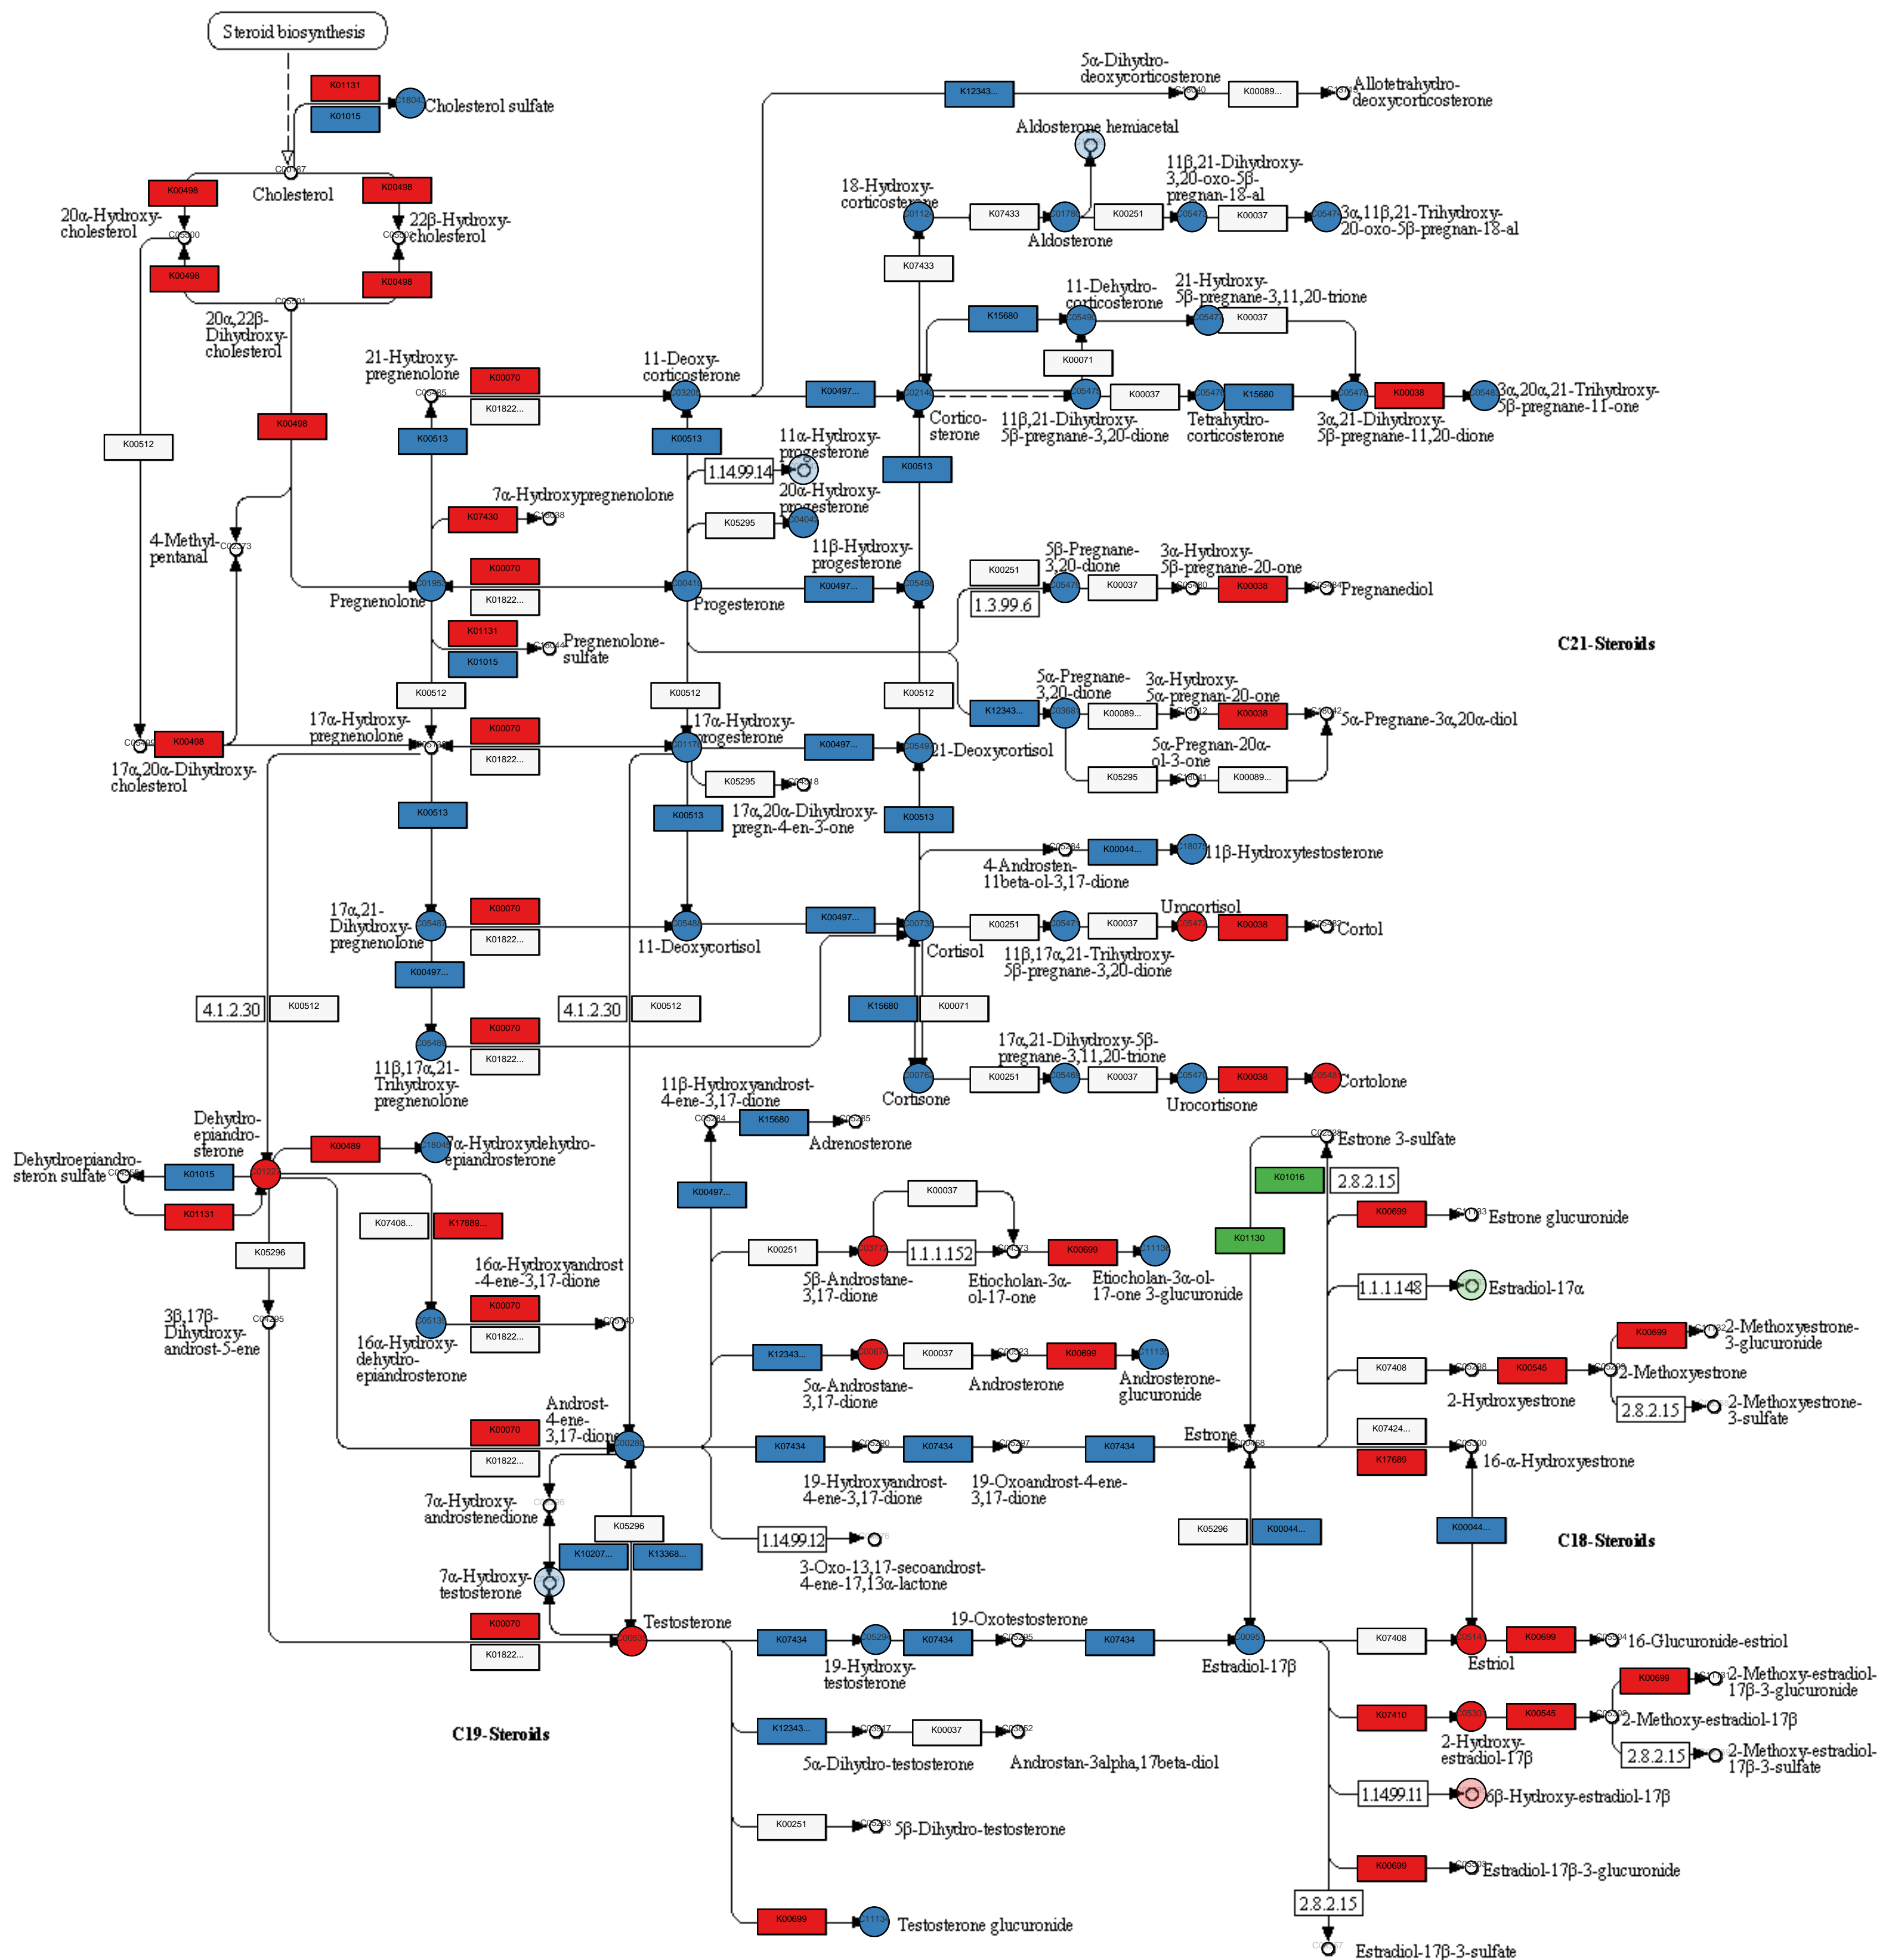 Steroid biosynthesis
K01131
K01015
Cholesterol sulfate
K12343...
5α-Dihydro-
deoxycorticosterone
K00089...
Allotetrahydro-
deoxycorticosterone
Aldosterone hemiacetal
K00498
Cholesterol
K00498
20α-Hydroxy-
cholesterol
22β-Hydroxy-
cholesterol
K00498
K00498
18-Hydroxy-
corticosterone
K07433
Aldosterone
K00251
11β,21-Dihydroxy-
3,20-oxo-5β-
pregnan-18-al
K00037
3α,11β,21-Trihydroxy-
20-oxo-5β-pregnan-18-al
K07433
20α,22β-
Dihydroxy-
cholesterol
K15680
11-Dehydro-
corticosterone
21-Hydroxy-
5β-pregnane-3,11,20-trione
K00037
K00071
21-Hydroxy-
pregnenolone
K00070
K01822...
11-Deoxy-
corticosterone
K00497...
Cortico-
sterone
11β,21-Dihydroxy-
5β-pregnane-3,20-dione
K00037
Tetrahydro-
corticosterone
K15680
3α,21-Dihydroxy-
5β-pregnane-11,20-dione
K00038
3α,20α,21-Trihydroxy-
5β-pregnane-11-one
K00512
K00498
K00513
K00513
K00513
1.14.99.14
11α-Hydroxy-
progesterone
K07430
7α-Hydroxypregnenolone
K05295
20α-Hydroxy-
progesterone
4-Methyl-
pentanal
Pregnenolone
K00070
K01822...
Progesterone
K00497...
11β-Hydroxy-
progesterone
K00251
1.3.99.6
5β-Pregnane-
3,20-dione
K00037
3α-Hydroxy-
5β-pregnane-20-one
K00038
Pregnanediol
K01131
K01015
Pregnenolone-
sulfate
C21-Steroids
K00512
K00512
K00512
K12343...
5α-Pregnane-
3,20-dione
K00089...
3α-Hydroxy-
5α-pregnan-20-one
K00038
5α-Pregnane-3α,20α-diol
K00498
17α,20α-Dihydroxy-
cholesterol
17α-Hydroxy-
pregnenolone
K00070
K01822...
17α-Hydroxy-
progesterone
K00497...
21-Deoxycortisol
K05295
5α-Pregnan-20α-
ol-3-one
K00089...
K05295
17α,20α-Dihydroxy-
pregn-4-en-3-one
K00513
K00513
K00513
4-Androsten-
11beta-ol-3,17-dione
K00044...
11β-Hydroxytestosterone
17α,21-
Dihydroxy-
pregnenolone
K00070
K01822...
11-Deoxycortisol
K00497...
Cortisol
K00251
11β,17α,21-Trihydroxy-
5β-pregnane-3,20-dione
K00037
Urocortisol
K00038
Cortol
K00497...
4.1.2.30
K00512
4.1.2.30
K00512
K15680
K00071
K00070
K01822...
11β,17α,21-
Trihydroxy-
pregnenolone
Cortisone
K00251
17α,21-Dihydroxy-5β-
pregnane-3,11,20-trione
K00037
Urocortisone
K00038
Cortolone
11β-Hydroxyandrost-
4-ene-3,17-dione
K15680
Adrenosterone
Dehydro-
epiandro-
sterone
K00489
7α-Hydroxydehydro-
epiandrosterone
Dehydroepiandro-
steron sulfate
K01015
K01131
K00497...
K00037
Estrone 3-sulfate
K01016
2.8.2.15
K07408...
K17689...
K05296
K00251
5β-Androstane-
3,17-dione
1.1.1.152
Etiocholan-3α-
ol-17-one
K00699
Etiocholan-3α-ol-
17-one 3-glucuronide
K01130
K00699
Estrone glucuronide
1.1.1.148
Estradiol-17α
3β,17β-
Dihydroxy-
androst-5-ene
16α-Hydroxyandrost
-4-ene-3,17-dione
K00070
K01822...
16α-Hydroxy-
dehydro-
epiandrosterone
K12343...
5α-Androstane-
3,17-dione
K00037
Androsterone
K00699
Androsterone-
glucuronide
K07408
2-Hydroxyestrone
K00545
K00699
2-Methoxyestrone-
3-glucuronide
2-Methoxyestrone
2.8.2.15
2-Methoxyestrone-
3-sulfate
Androst-
4-ene-
3,17-dione
K00070
K01822...
K07434
19-Hydroxyandrost-
4-ene-3,17-dione
K07434
19-Oxoandrost-4-ene-
3,17-dione
K07434
Estrone
K07424...
K17689
16-α-Hydroxyestrone
7α-Hydroxy-
androstenedione
K05296
K10207...
K13368...
1.14.99.12
3-Oxo-13,17-secoandrost-
4-ene-17,13α-lactone
K05296
K00044...
K00044...
C18-Steroids
7α-Hydroxy-
testosterone
K00070
K01822...
Testosterone
K07434
19-Hydroxy-
testosterone
K07434
19-Oxotestosterone
K07434
Estradiol-17β
K07408
Estriol
K00699
16-Glucuronide-estriol
C19-Steroids
K12343...
5α-Dihydro-testosterone
K00037
Androstan-3alpha,17beta-diol
K07410
2-Hydroxy-
estradiol-17β
K00545
K00699
2-Methoxy-estradiol-
17β-3-glucuronide
2-Methoxy-estradiol-17β
2.8.2.15
2-Methoxy-estradiol-
17β-3-sulfate
1.14.99.11
6β-Hydroxy-estradiol-17β
K00251
5β-Dihydro-testosterone
K00699
Estradiol-17β-3-glucuronide
2.8.2.15
K00699
Testosterone glucuronide
Estradiol-17β-3-sulfate